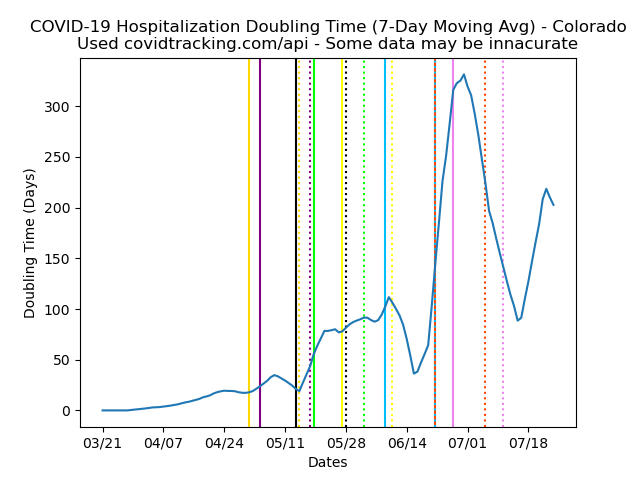 COVID-19 Hospitalization Doubling Time (7-Day Moving Avg) - Colorado
Used covidtracking.com/api - Some data may be innacurate
Doubling Time (Days)
300
250
200
150
100
50
0
03/21 04/07 04/24 05/11 05/28 06/14 07/01 07/18
Dates